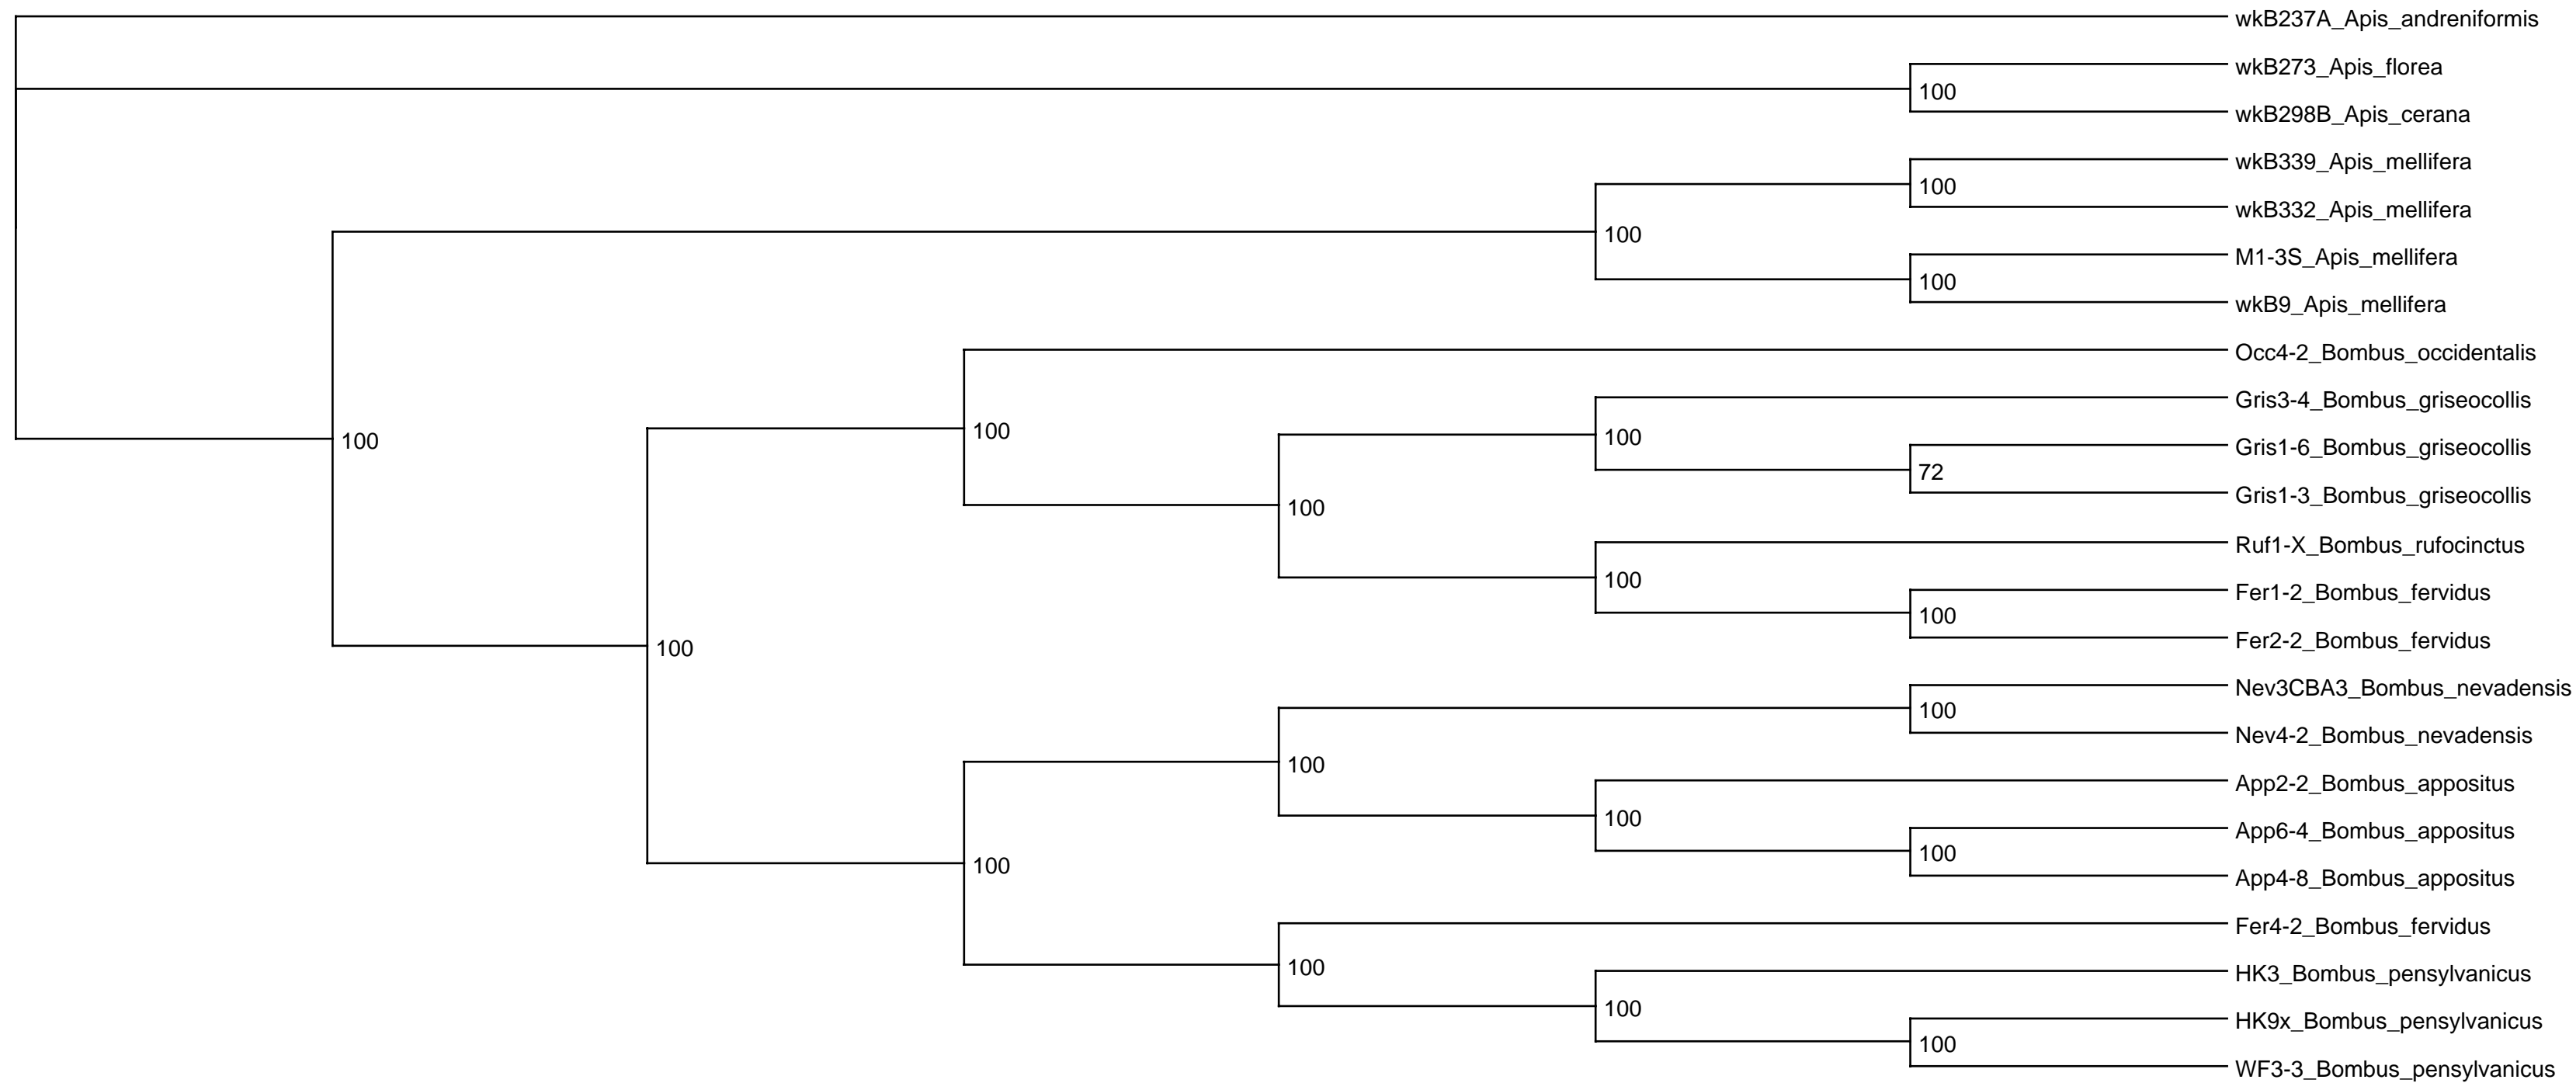 wkB237A_Apis_andreniformis
wkB273_Apis_florea
100
wkB298B_Apis_cerana
wkB339_Apis_mellifera
100
wkB332_Apis_mellifera
100
M1-3S_Apis_mellifera
100
wkB9_Apis_mellifera
Occ4-2_Bombus_occidentalis
Gris3-4_Bombus_griseocollis
100
100
100
Gris1-6_Bombus_griseocollis
72
Gris1-3_Bombus_griseocollis
100
Ruf1-X_Bombus_rufocinctus
100
Fer1-2_Bombus_fervidus
100
Fer2-2_Bombus_fervidus
100
Nev3CBA3_Bombus_nevadensis
100
Nev4-2_Bombus_nevadensis
100
App2-2_Bombus_appositus
100
App6-4_Bombus_appositus
100
App4-8_Bombus_appositus
100
Fer4-2_Bombus_fervidus
100
HK3_Bombus_pensylvanicus
100
HK9x_Bombus_pensylvanicus
100
WF3-3_Bombus_pensylvanicus